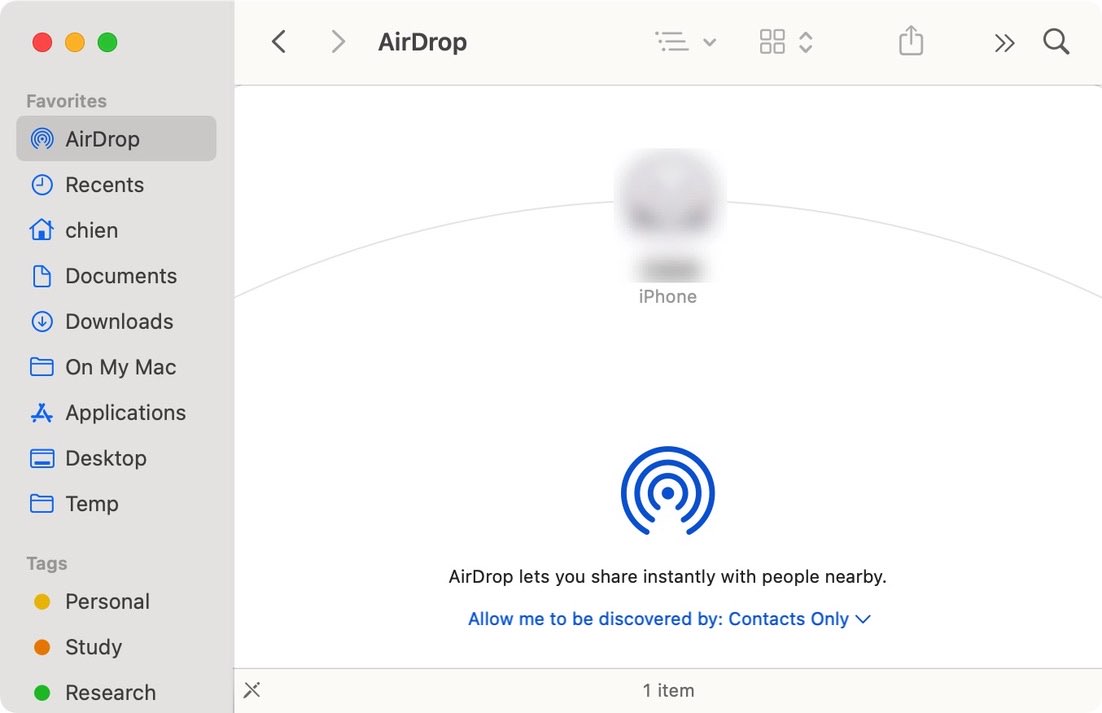 AirDrop
Favorites
AirDrop
Recents
chien
Documents
Downloads
On My Mac
Applications
Desktop
Temp
Tags
Personal
Study
Research
iPhone
AirDrop lets you share instantly with people nearby.
Allow me to be discovered by: Contacts Only
1 item